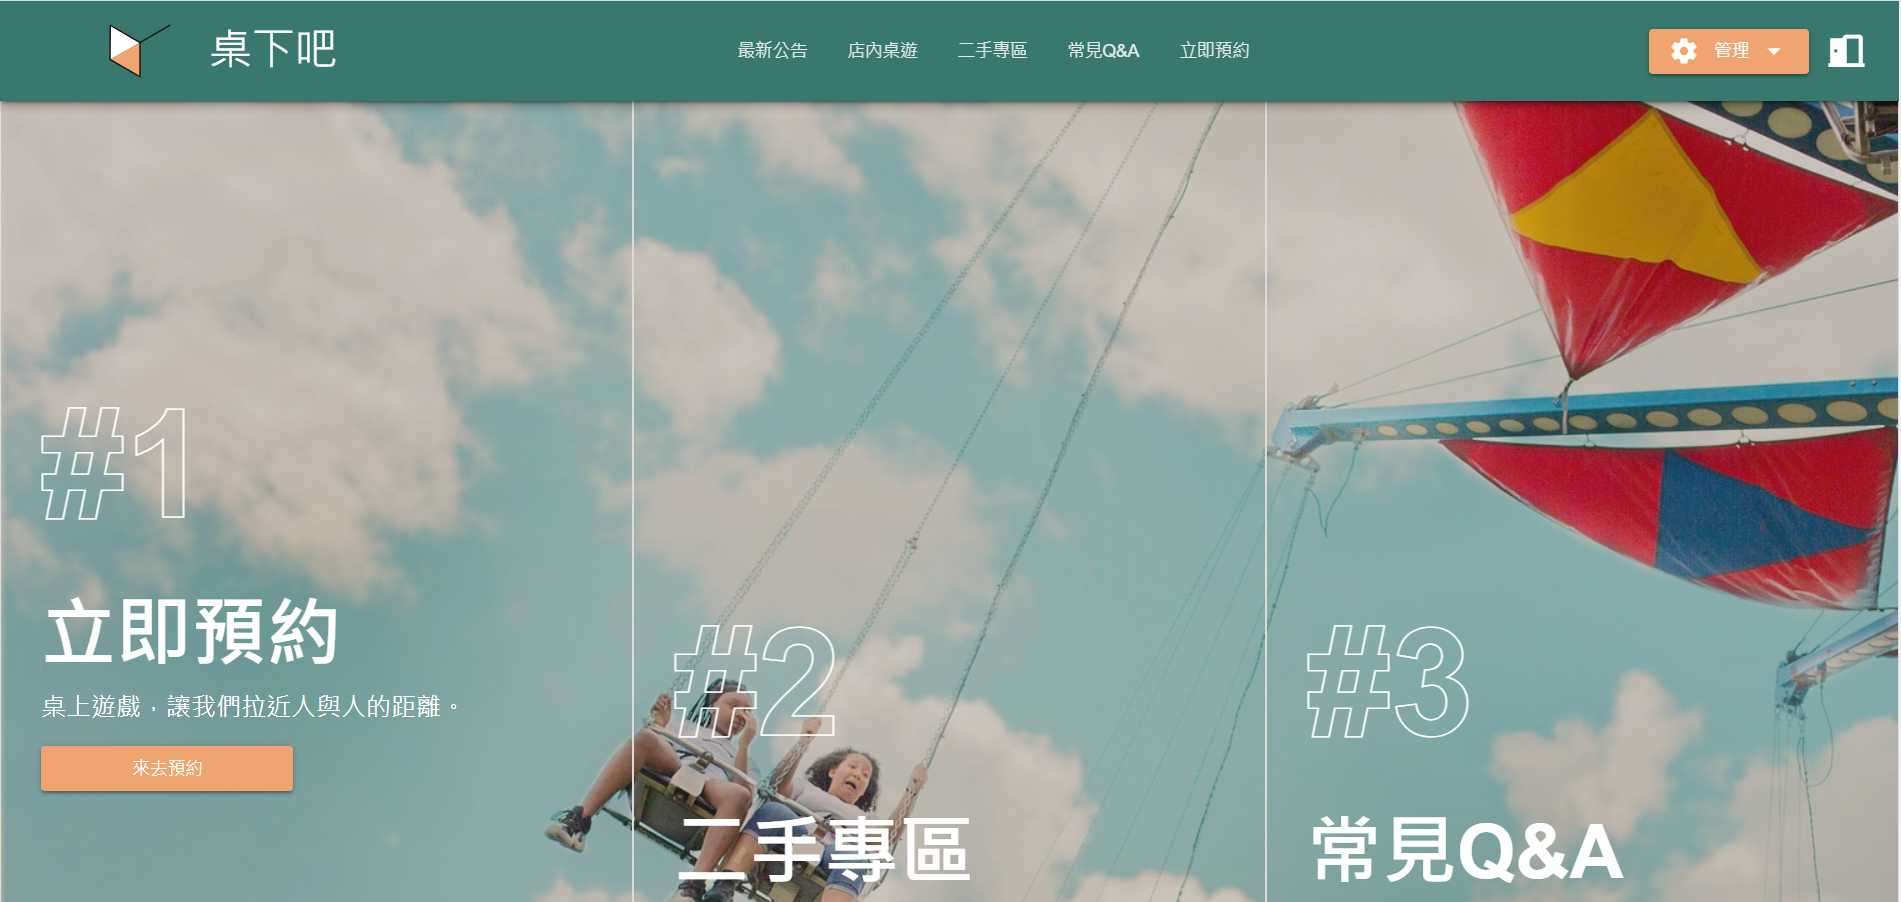 桌下吧
最新公告
店內桌遊
二手專區
常見Q&A
立即預約
管理
#1
立即預約
桌上遊戲，讓我們拉近人與人的距離。
來去預約
#2
二手專區
#3
常見Q&A